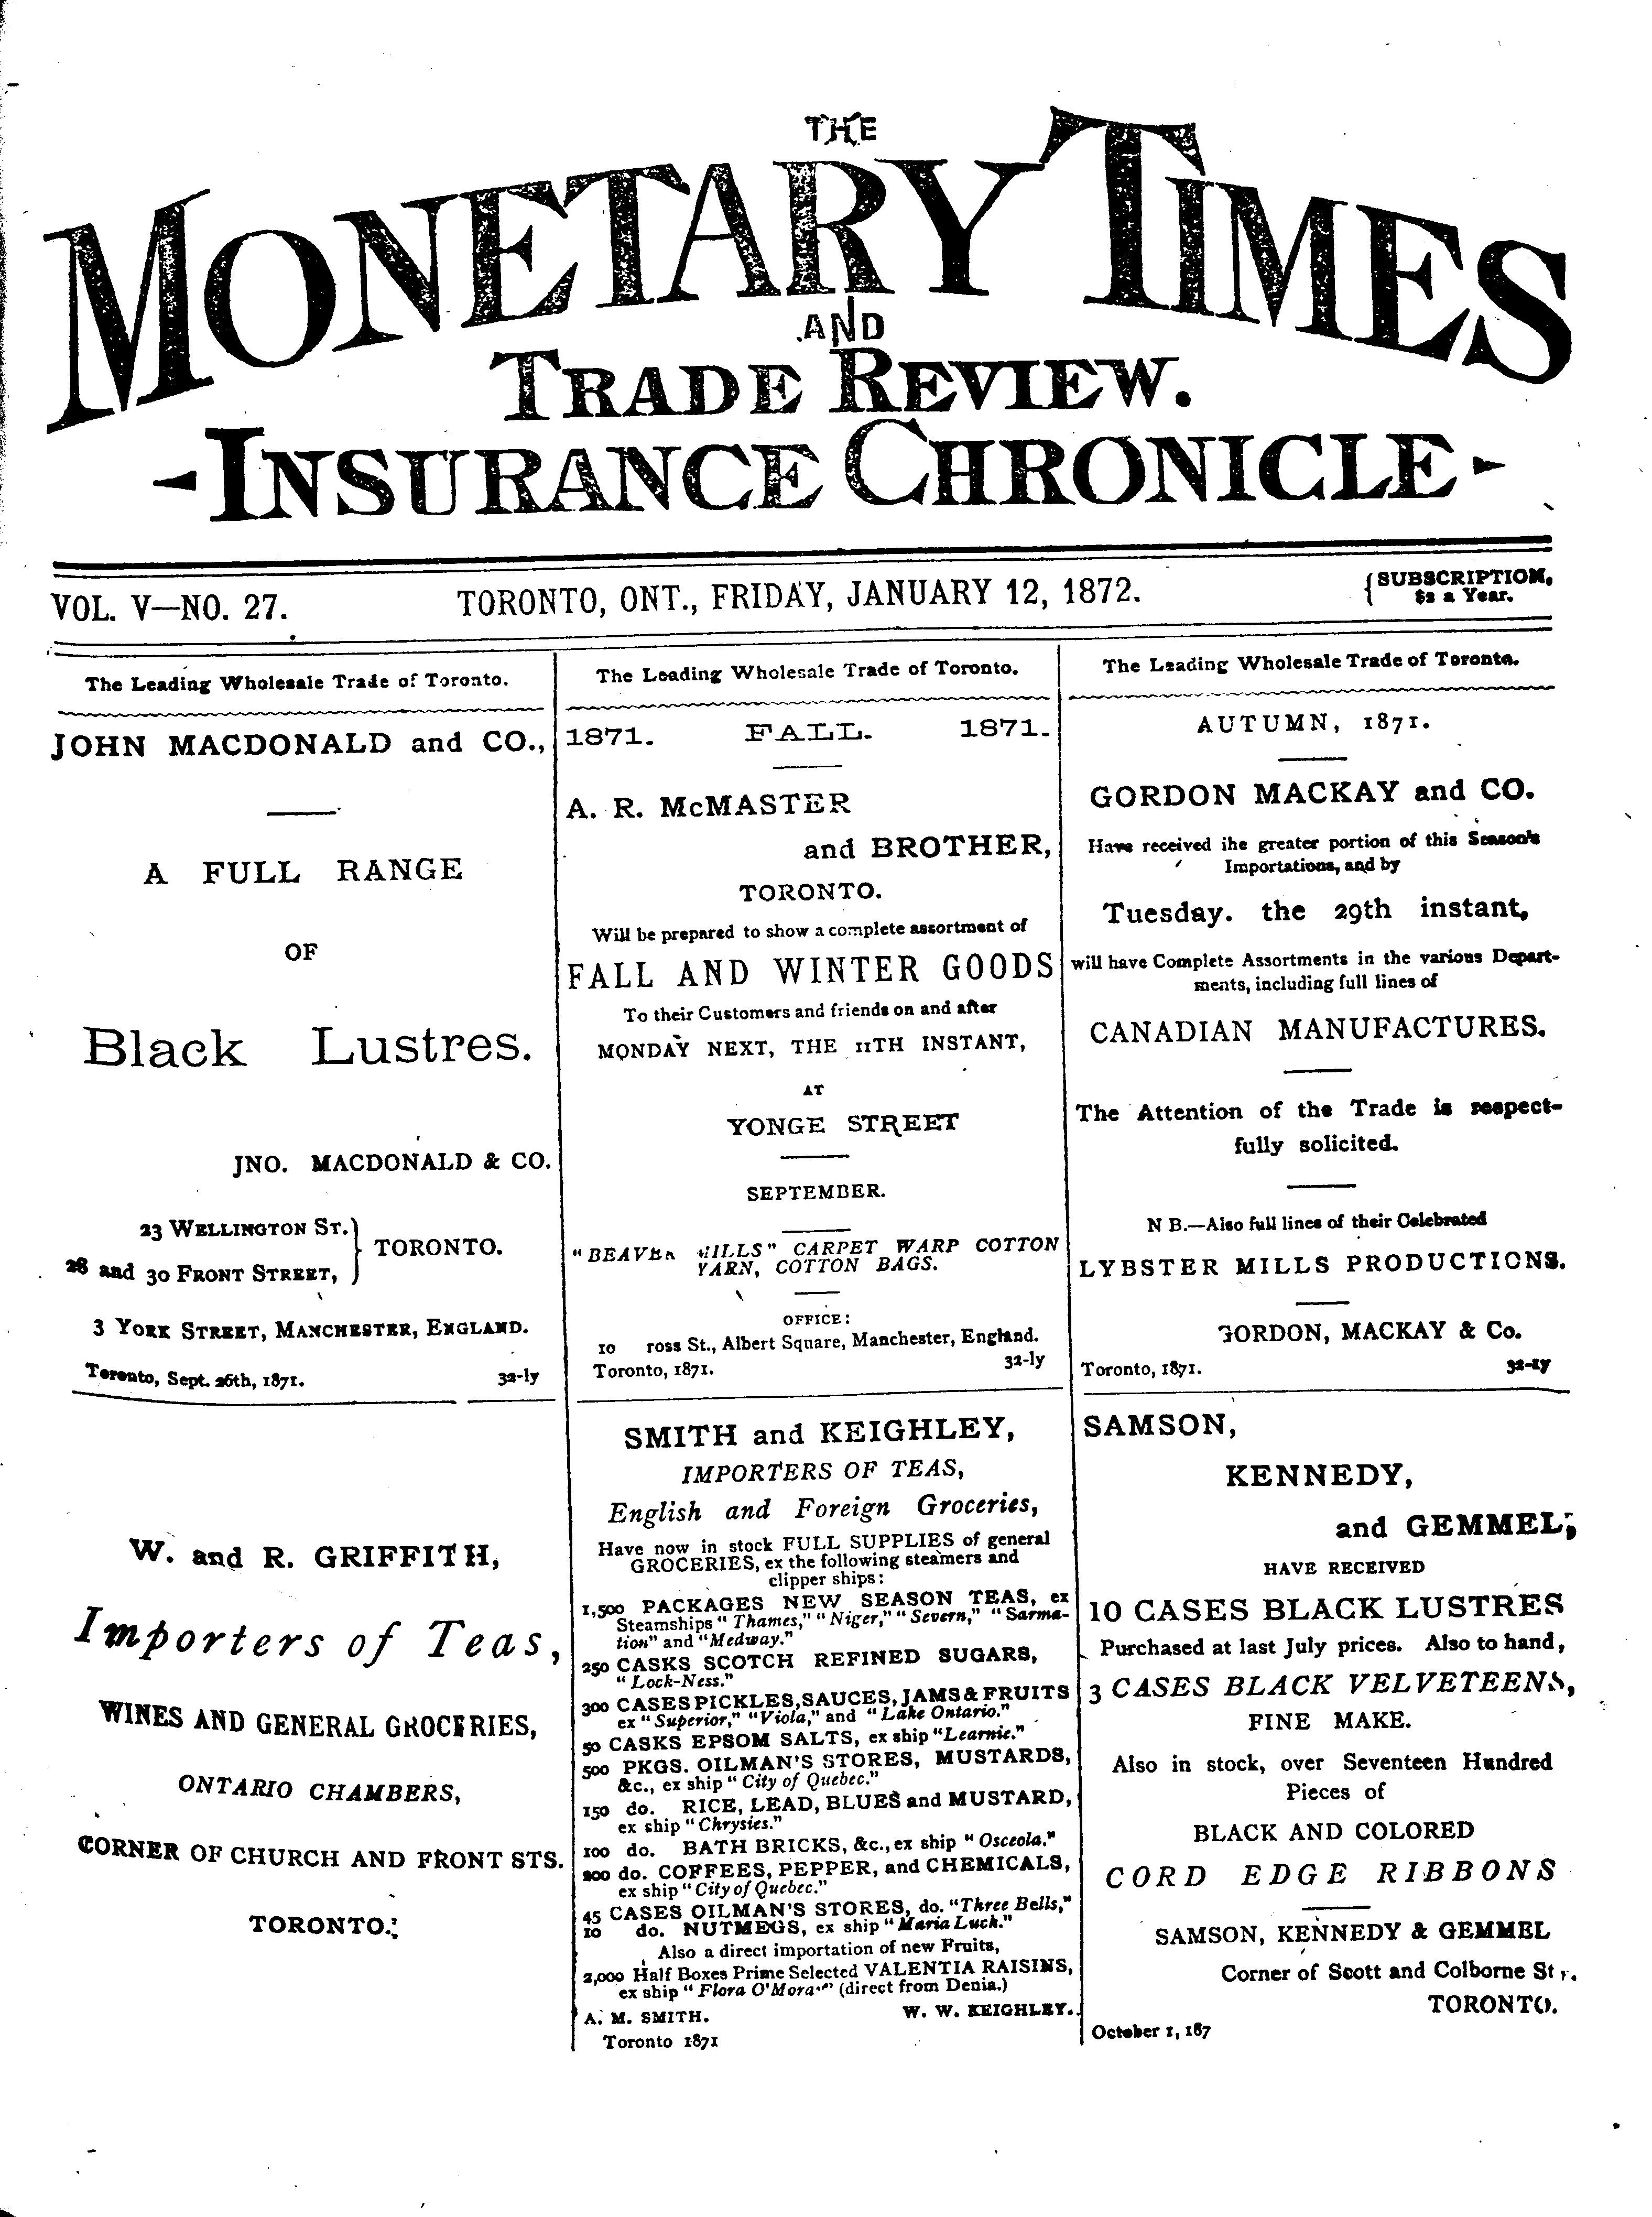 THE
MONETARY TIMES
AND
TRADE REVIEW.
-INSURANCE CHRONICLE-
VOL. V—NO. 27.
TORONTO, ONT., FRIDAY, JANUARY 12, 1872.
{SUBSCRIPTION,
$2 a Year.
The Leading Wholesale Trade of Toronto.
JOHN MACDONALD and CO.,
A FULL RANGE
OF
Black Lustres.
JNO. MACDONALD & CO.
23 WELLINGTON ST.
28 and 30 FRONT STREET,
} TORONTO.
3 YORK STREET, MANCHESTER, ENGLAND.
Toronto, Sept. 26th, 1871. 32-ly
W. and R. GRIFFITH,
Importers of Teas,
WINES AND GENERAL GROCERIES,
ONTARIO CHAMBERS,
CORNER OF CHURCH AND FRONT STS.
TORONTO.
The Leading Wholesale Trade of Toronto.
1871. FALL. 1871.
A. R. McMASTER
and BROTHER,
TORONTO.
Will be prepared to show a complete assortment of
FALL AND WINTER GOODS
To their Customers and friends on and after
MONDAY NEXT, THE 11TH INSTANT,
AT
YONGE STREET
SEPTEMBER.
"BEAVER MILLS" CARPET WARP COTTON
YARN, COTTON BAGS.
OFFICE:
10 ross St., Albert Square, Manchester, England.
Toronto, 1871. 32-ly
SMITH and KEIGHLEY,
IMPORTERS OF TEAS,
English and Foreign Groceries,
Have now in stock FULL SUPPLIES of general
GROCERIES, ex the following steamers and
clipper ships:
1,500 PACKAGES NEW SEASON TEAS, ex
Steamships "Thames," "Niger," "Severn," "Sarma-
tion" and "Medway."
250 CASKS SCOTCH REFINED SUGARS,
"Lock-Ness."
300 CASES PICKLES, SAUCES, JAMS & FRUITS
ex "Superior," "Viola," and "Lake Ontario."
50 CASKS EPSOM SALTS, ex ship "Learnie."
500 PKGS. OILMAN'S STORES, MUSTARDS,
&c., ex ship "City of Quebec."
150 do. RICE, LEAD, BLUES and MUSTARD,
ex ship "Chrysies."
100 do. BATH BRICKS, &c., ex ship "Osceola."
200 do. COFFEES, PEPPER, and CHEMICALS,
ex ship "City of Quebec."
45 CASES OILMAN'S STORES, do. "Three Bells,"
10 do. NUTMEGS, ex ship "Maria Luck."
Also a direct importation of new Fruits,
2,000 Half Boxes Prime Selected VALENTIA RAISINS,
ex ship "Flora O'Mora" (direct from Denia.)
A. M. SMITH. W. W. KEIGHLEY.
Toronto 1871
The Leading Wholesale Trade of Toronto.
AUTUMN, 1871.
GORDON MACKAY and CO.
Have received ihe greater portion of this Season's
Importations, and by
Tuesday. the 29th instant,
will have Complete Assortments in the various Depart-
ments, including full lines of
CANADIAN MANUFACTURES.
The Attention of the Trade is respect-
fully solicited.
N B.—Also full lines of their Celebrated
LYBSTER MILLS PRODUCTIONS.
GORDON, MACKAY & Co.
Toronto, 1871. 32-ly
SAMSON,
KENNEDY,
and GEMMEL,
HAVE RECEIVED
10 CASES BLACK LUSTRES
Purchased at last July prices. Also to hand,
3 CASES BLACK VELVETEENS,
FINE MAKE.
Also in stock, over Seventeen Hundred
Pieces of
BLACK AND COLORED
CORD EDGE RIBBONS
SAMSON, KENNEDY & GEMMEL
Corner of Scott and Colborne St
TORONTO.
October 1, 187